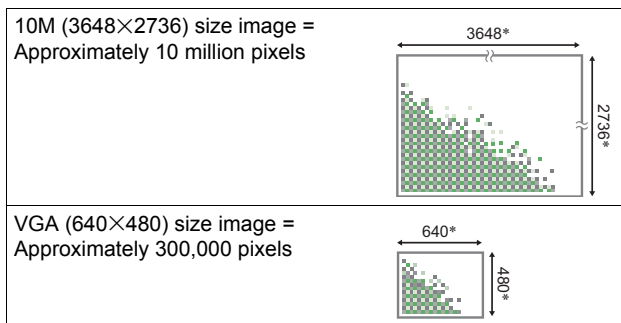 10M (3648×2736) size image =
Approximately 10 million pixels
3648*
2736*
VGA (640×480) size image =
Approximately 300,000 pixels
640*
480*